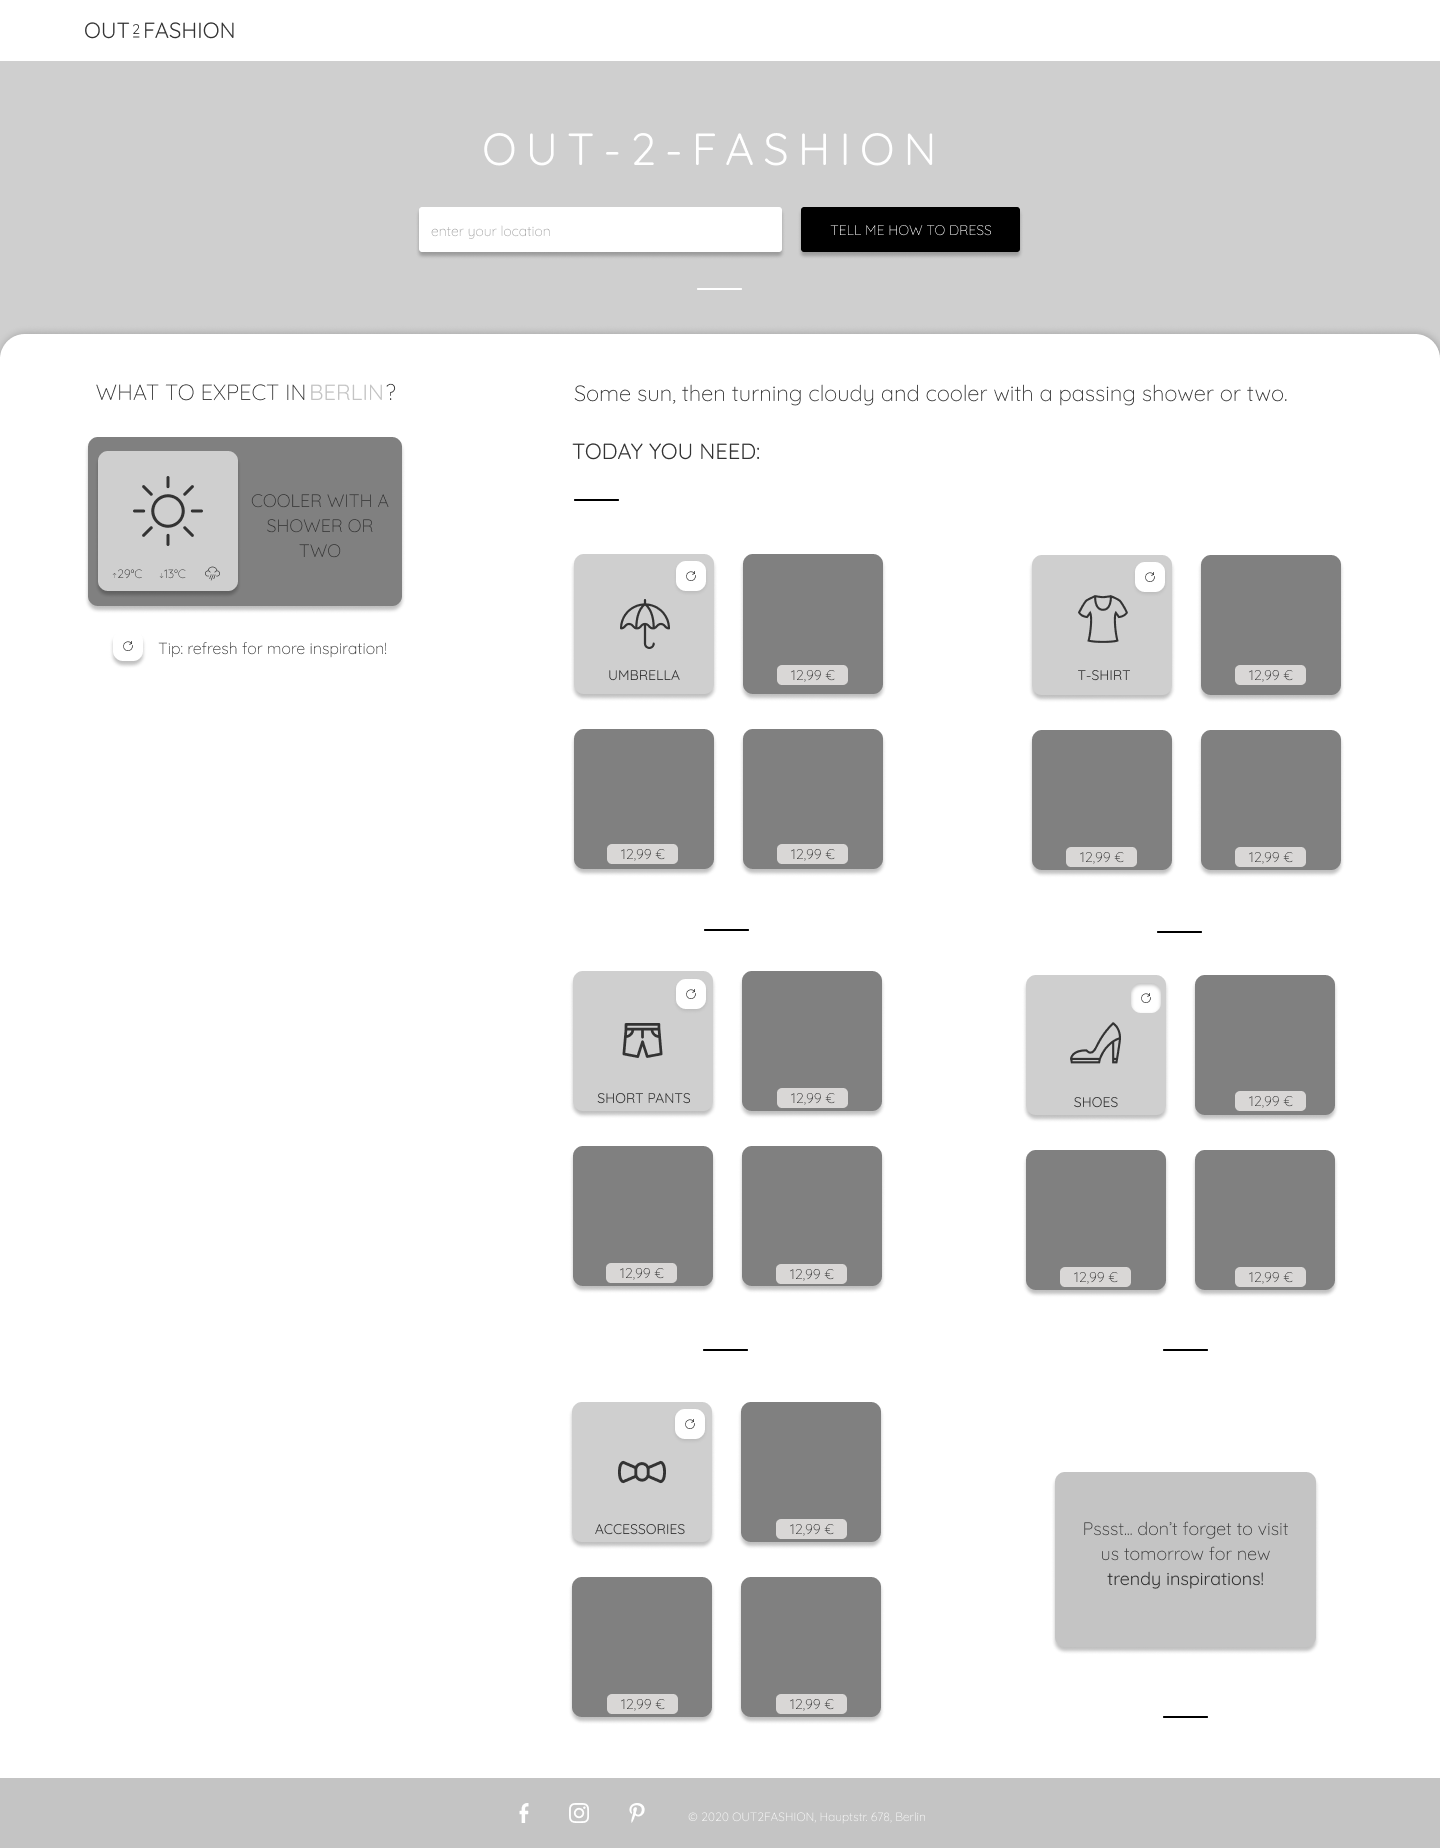 OUT2FASHION
OUT-2-FASHION
enter your location
TELL ME HOW TO DRESS
WHAT TO EXPECT IN BERLIN?
COOLER WITH A
SHOWER OR
TWO
↑29°C ↓13°C
Tip: refresh for more inspiration!
Some sun, then turning cloudy and cooler with a passing shower or two.
TODAY YOU NEED:
UMBRELLA
12,99 €
12,99 €
12,99 €
T-SHIRT
12,99 €
12,99 €
12,99 €
SHORT PANTS
12,99 €
12,99 €
12,99 €
SHOES
12,99 €
12,99 €
12,99 €
ACCESSORIES
12,99 €
12,99 €
12,99 €
Pssst... don't forget to visit
us tomorrow for new
trendy inspirations!
© 2020 OUT2FASHION, Hauptstr. 678, Berlin